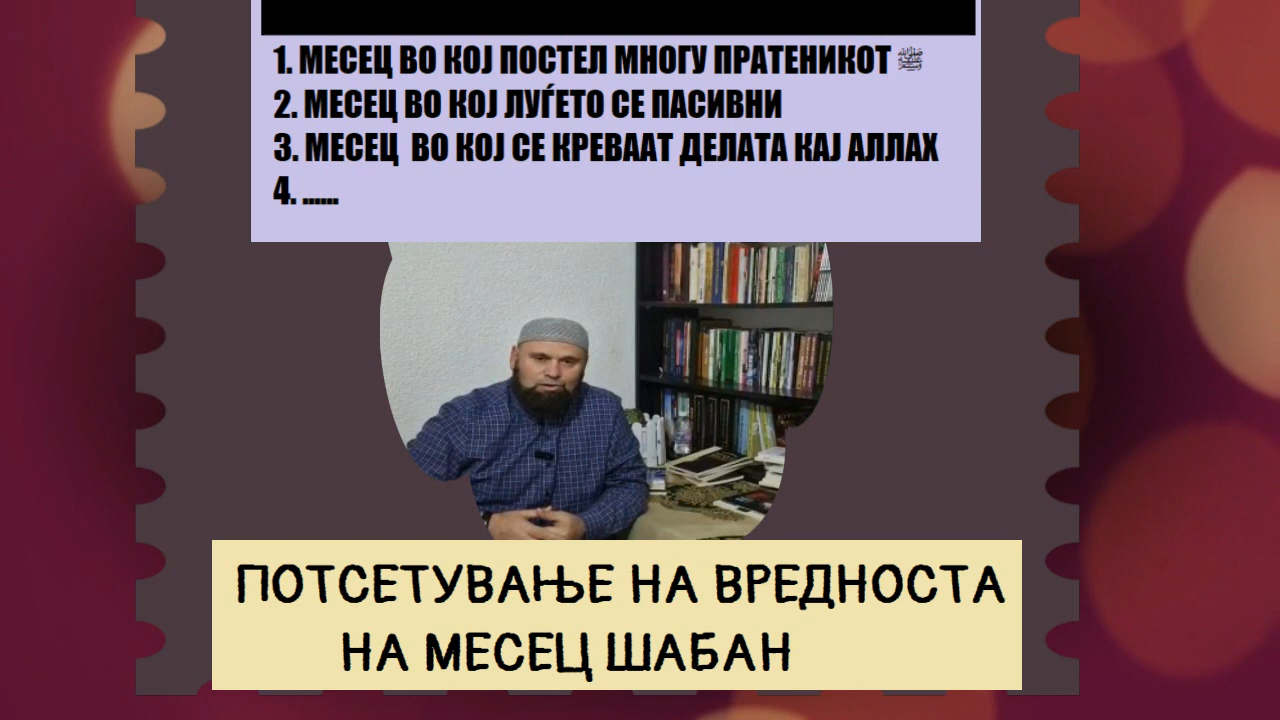 1. МЕСЕЦ ВО КОЈ ПОСТЕЛ МНОГУ ПРАТЕНИКОТ ﷺ
2. МЕСЕЦ ВО КОЈ ЛУЃЕТО СЕ ПАСИВНИ
3. МЕСЕЦ ВО КОЈ СЕ КРЕВААТ ДЕЛАТА КАЈ АЛЛАХ
4. ......
ПОТСЕТУВАЊЕ НА ВРЕДНОСТА
НА МЕСЕЦ ШАБАН